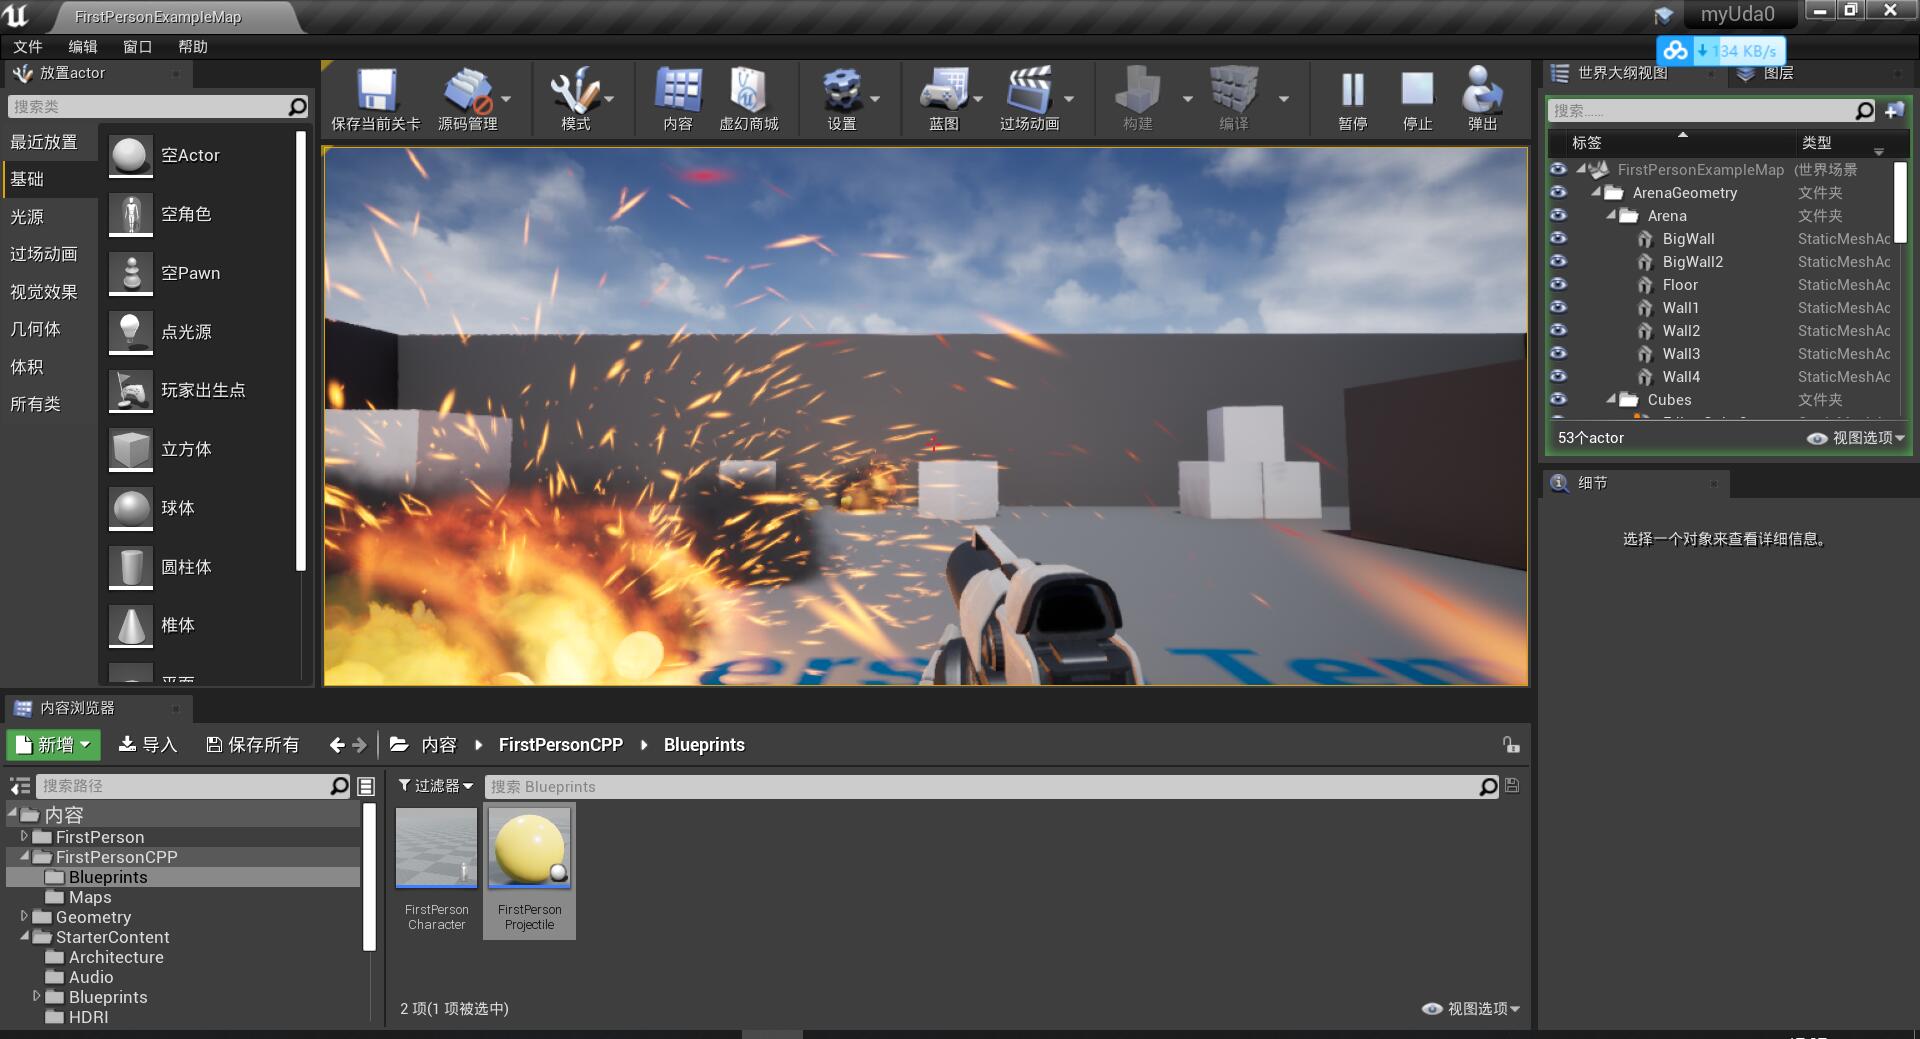 FirstPersonExampleMap
myUda0
文件 编辑 窗口 帮助
134 KB/s
放置actor
搜索类
最近放置
基础
光源
过场动画
视觉效果
几何体
体积
所有类
空Actor
空角色
空Pawn
点光源
玩家出生点
立方体
球体
圆柱体
椎体
平面
保存当前关卡 源码管理 模式 内容 虚幻商城 设置 蓝图 过场动画 构建 编译 暂停 停止 弹出
世界大纲视图 图层
搜索……
标签 类型
FirstPersonExampleMap (世界场景
ArenaGeometry 文件夹
Arena 文件夹
BigWall StaticMeshAc
BigWall2 StaticMeshAc
Floor StaticMeshAc
Wall1 StaticMeshAc
Wall2 StaticMeshAc
Wall3 StaticMeshAc
Wall4 StaticMeshAc
Cubes 文件夹
53个actor 视图选项
细节
选择一个对象来查看详细信息。
内容浏览器
新增 导入 保存所有 内容 FirstPersonCPP Blueprints
搜索路径
内容
FirstPerson
FirstPersonCPP
Blueprints
Maps
Geometry
StarterContent
Architecture
Audio
Blueprints
HDRI
过滤器 搜索 Blueprints
FirstPerson
Character
FirstPerson
Projectile
2 项(1 项被选中) 视图选项